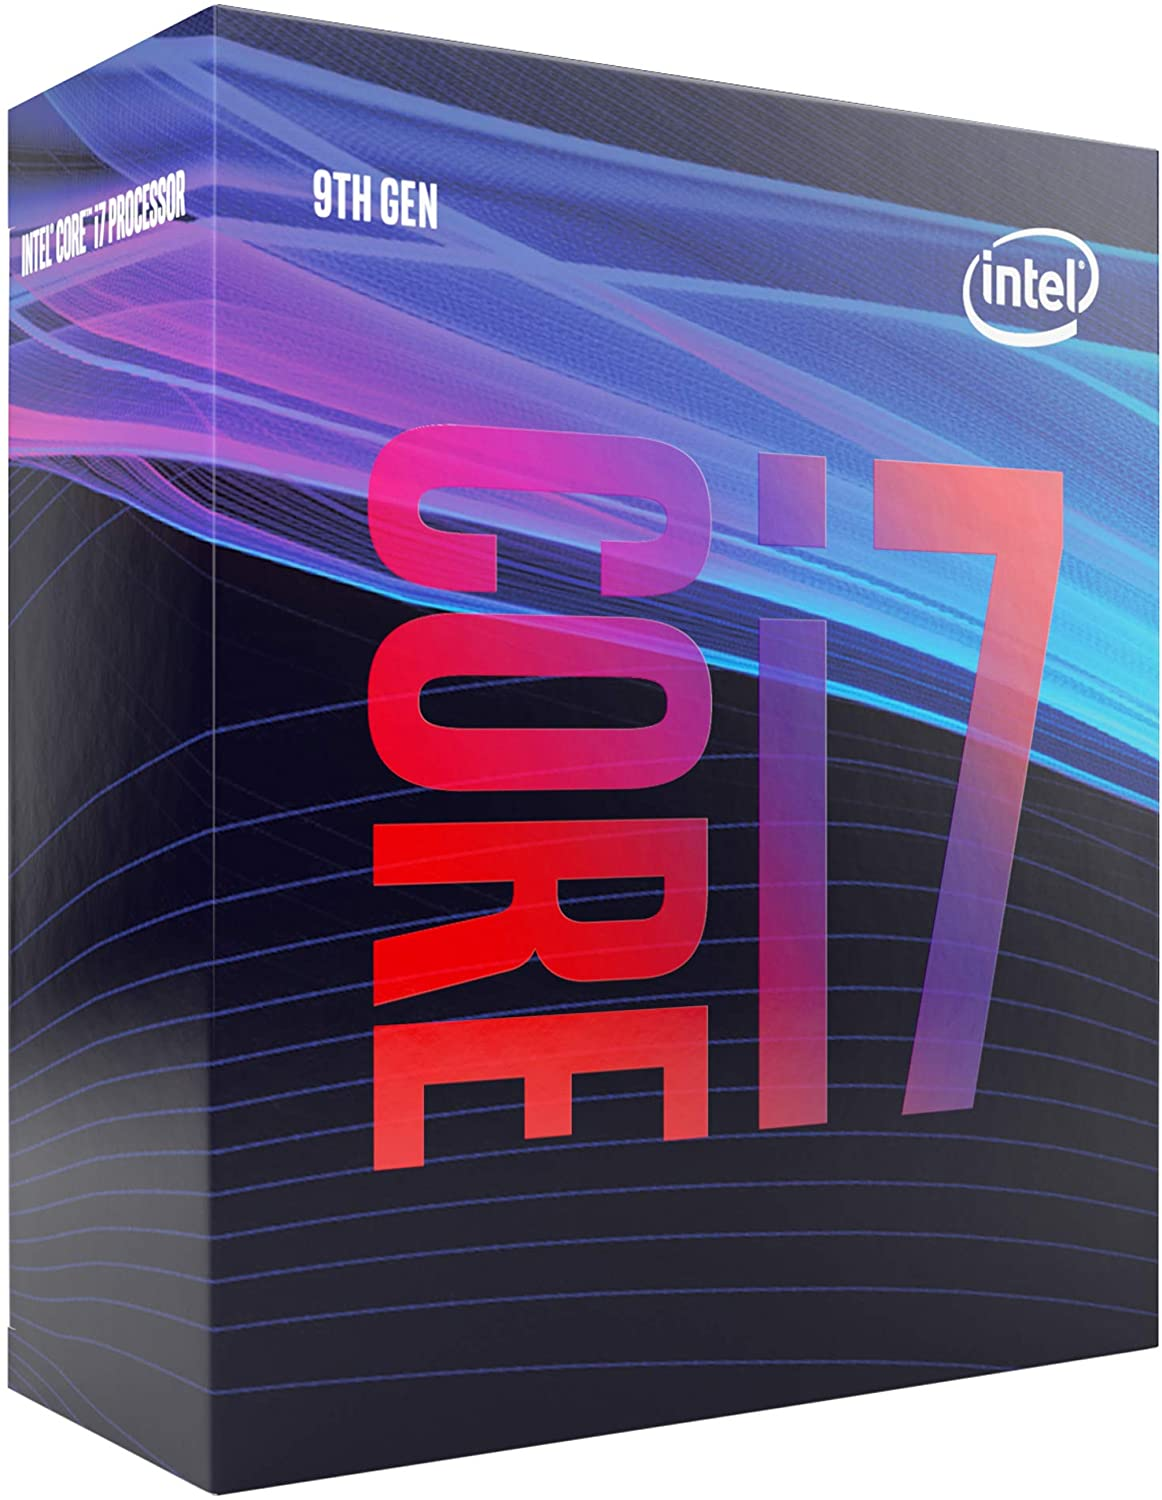 INTEL® CORE™ i7 PROCESSOR
9TH GEN
intel®
CORE
i7